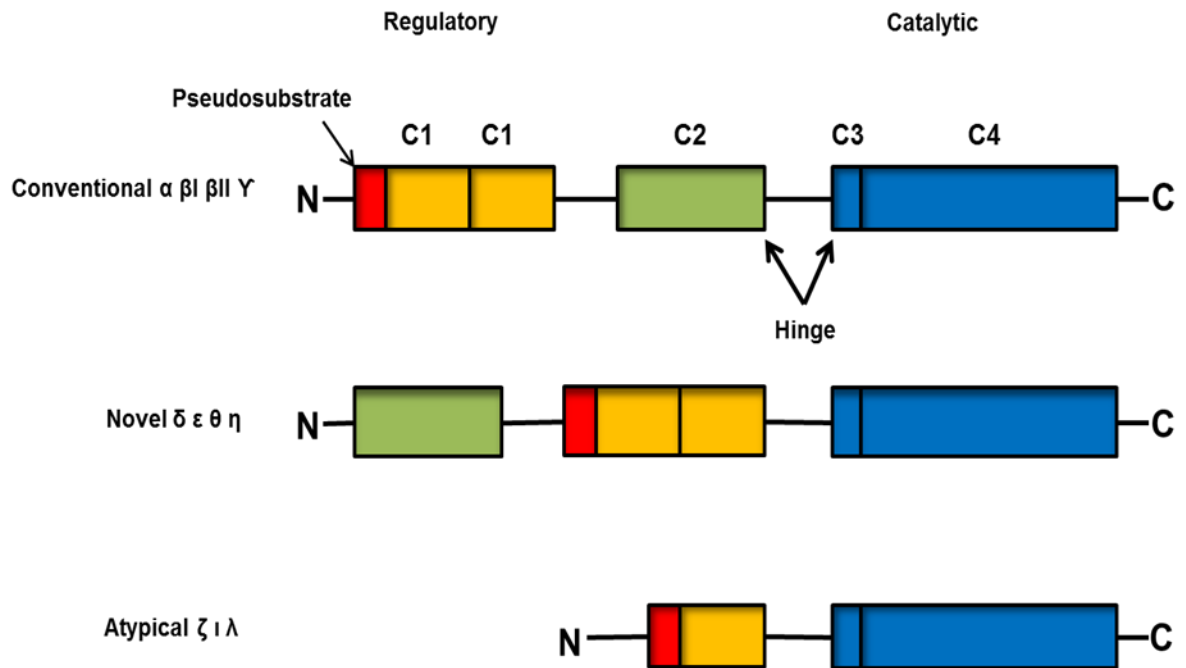 Regulatory Catalytic
Pseudosubstrate
C1 C1 C2 C3 C4
Conventional α βI βII ϒ N C
Hinge
Novel δ ε θ η N C
Atypical ζ ι λ N C